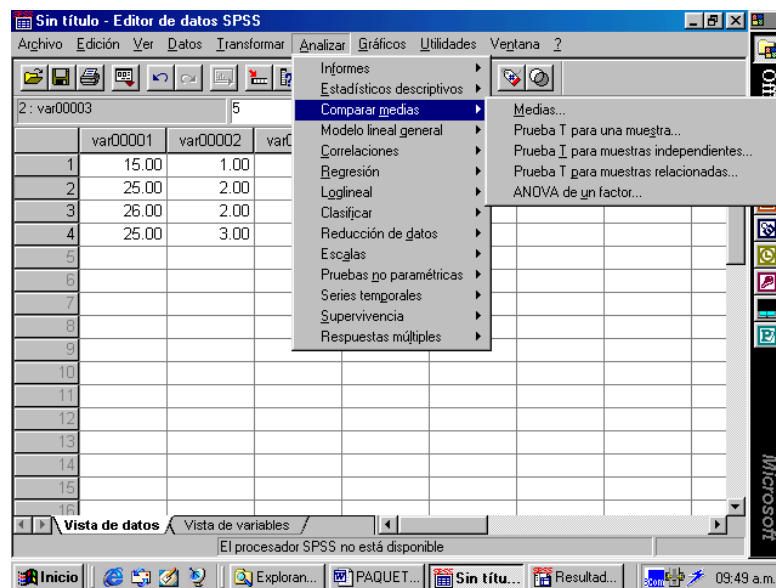 Sin título - Editor de datos SPSS
Archivo Edición Ver Datos Transformar Analizar Gráficos Utilidades Ventana ?
2 : var00003 5
var00001 var00002
1 15.00 1.00
2 25.00 2.00
3 26.00 2.00
4 25.00 3.00
5
6
7
8
9
10
11
12
13
14
15
16
Informes
Estadísticos descriptivos
Comparar medias
Modelo lineal general
Correlaciones
Regresión
Loglineal
Clasificar
Reducción de datos
Escalas
Pruebas no paramétricas
Series temporales
Supervivencia
Respuestas múltiples
Medias...
Prueba T para una muestra...
Prueba T para muestras independientes...
Prueba T para muestras relacionadas...
ANOVA de un factor...
Vista de datos Vista de variables
El procesador SPSS no está disponible
Inicio Exploran... PAQUET... Sin títu... Resultad... 09:49 a.m.
Microsoft